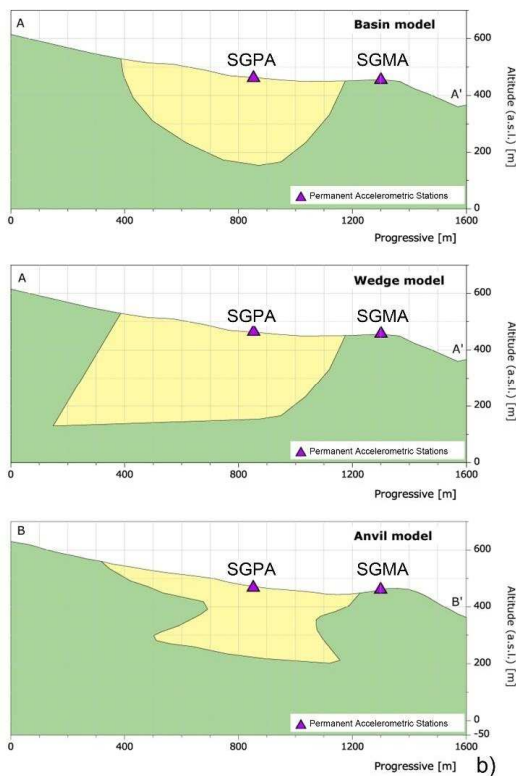 A
Basin model
SGPA
SGMA
A'
600
400
200
0
Altitude (a.s.l.) [m]
Permanent Accelerometric Stations
0 400 800 1200 1600
Progressive [m]
A
Wedge model
SGPA
SGMA
A'
600
400
200
0
Altitude (a.s.l.) [m]
Permanent Accelerometric Stations
0 400 800 1200 1600
Progressive [m]
B
Anvil model
SGPA
SGMA
B'
600
400
200
0
-50
Altitude (a.s.l.) [m]
Permanent Accelerometric Stations
0 400 800 1200 1600
Progressive [m]
b)